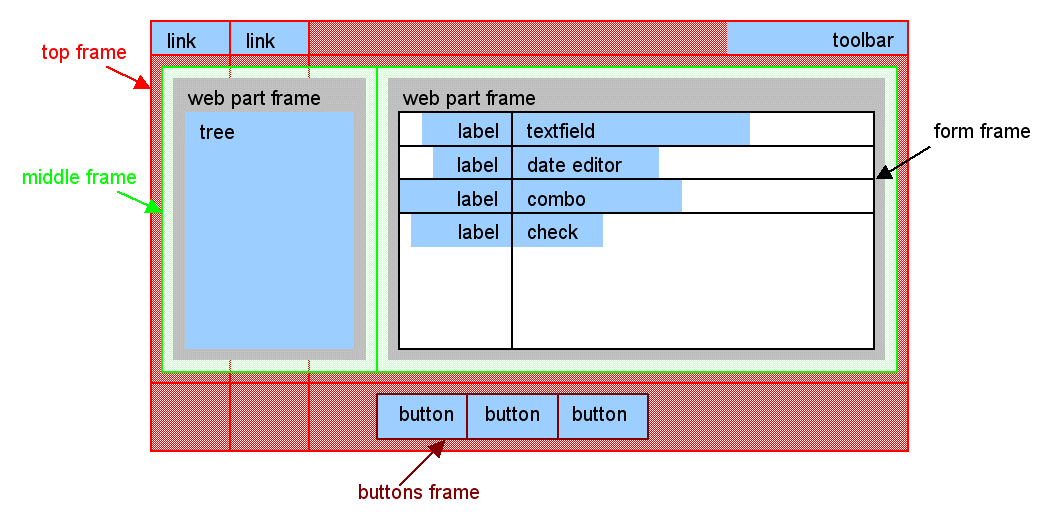 link link toolbar
top frame
web part frame web part frame
tree label textfield
form frame
label date editor
middle frame
label combo
label check
button button button
buttons frame